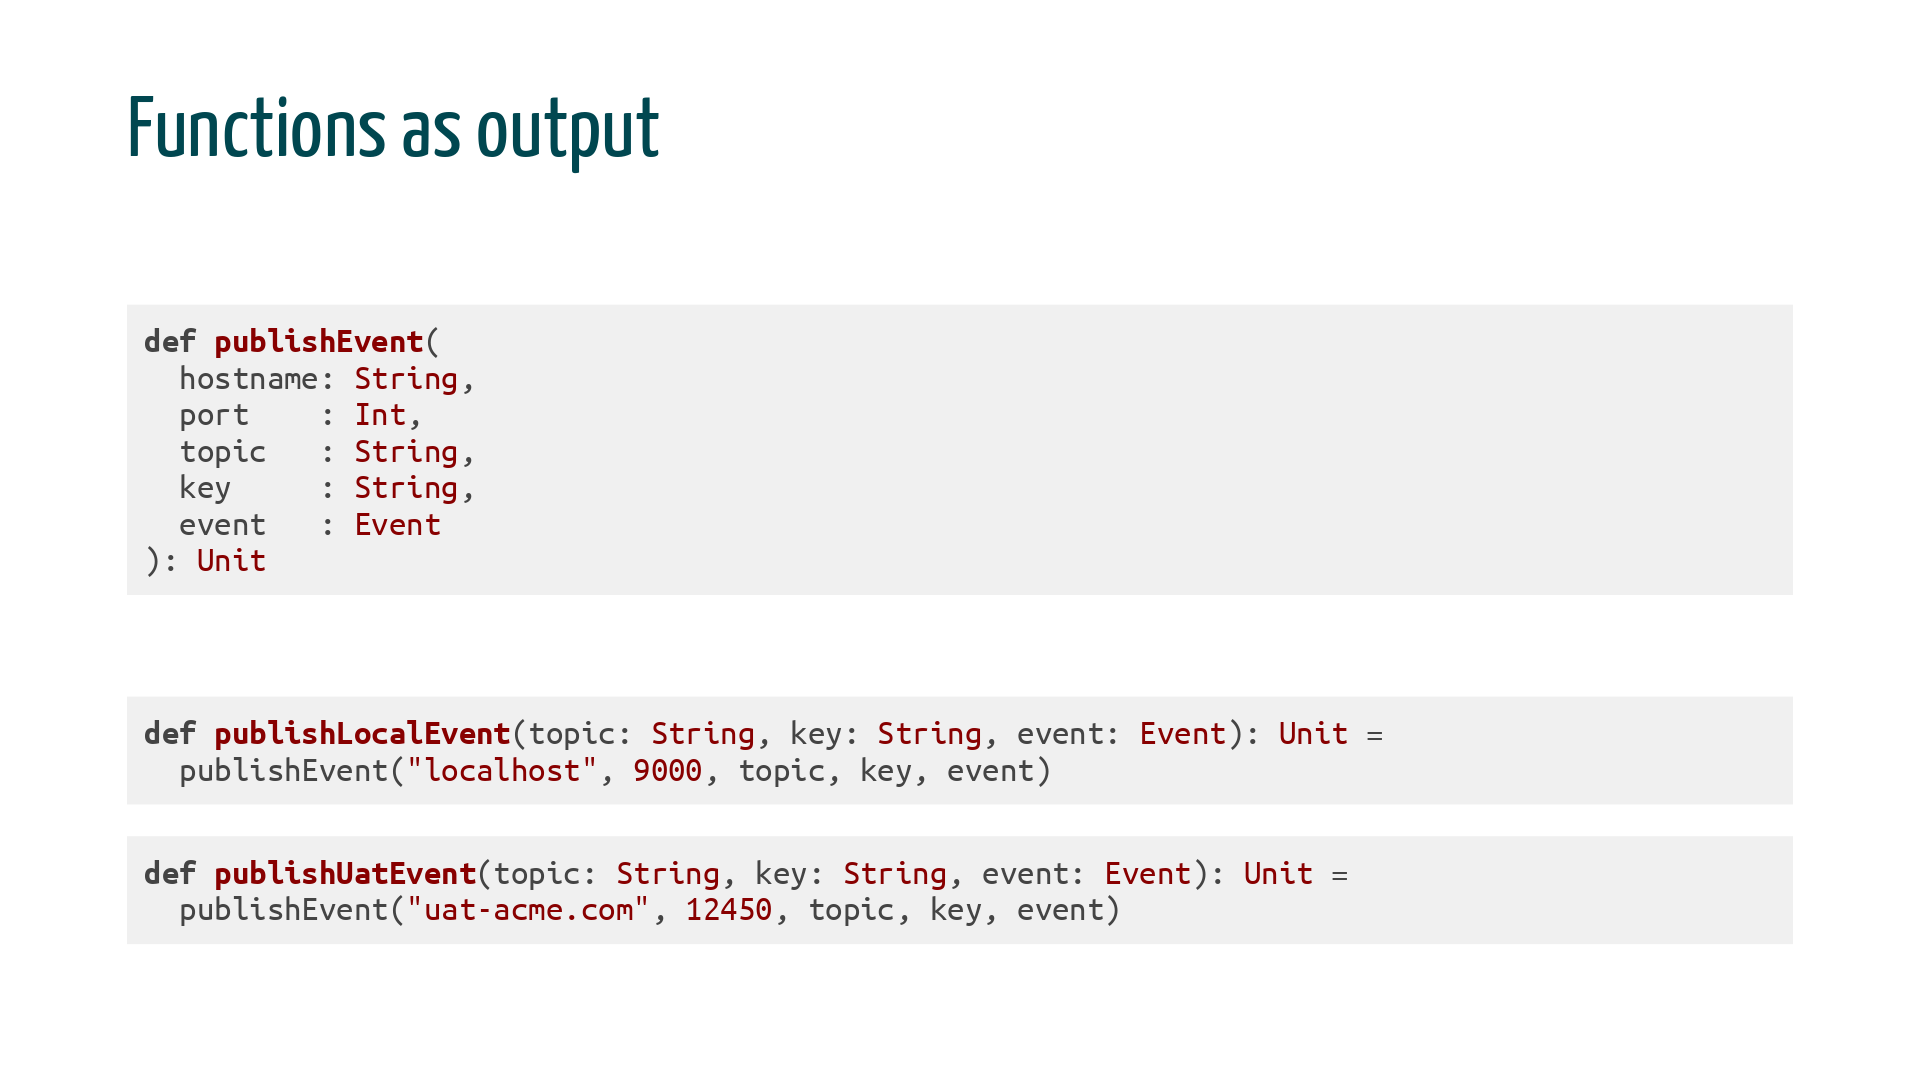 Functions as output
def publishEvent(
  hostname: String,
  port    : Int,
  topic   : String,
  key     : String,
  event   : Event
): Unit
def publishLocalEvent(topic: String, key: String, event: Event): Unit =
  publishEvent("localhost", 9000, topic, key, event)
def publishUatEvent(topic: String, key: String, event: Event): Unit =
  publishEvent("uat-acme.com", 12450, topic, key, event)